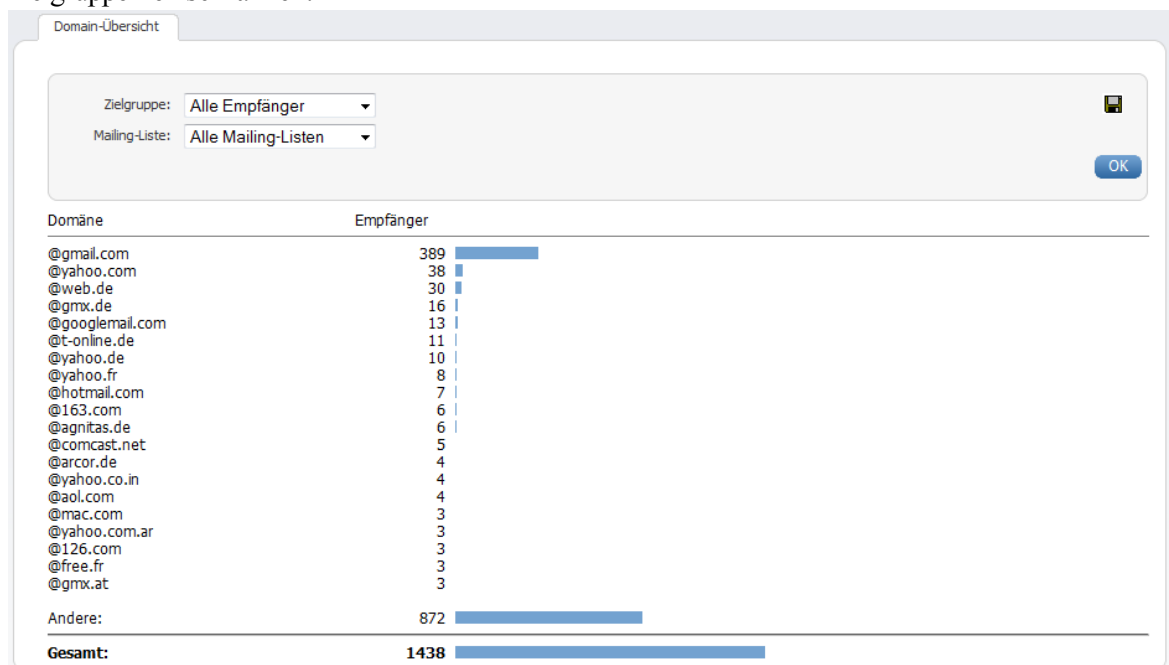 Domain-Übersicht
Zielgruppe: Alle Empfänger
Mailing-Liste: Alle Mailing-Listen
OK
Domäne Empfänger
@gmail.com 389
@yahoo.com 38
@web.de 30
@gmx.de 16
@googlemail.com 13
@t-online.de 11
@yahoo.de 10
@yahoo.fr 8
@hotmail.com 7
@163.com 6
@agnitas.de 6
@comcast.net 5
@arcor.de 4
@yahoo.co.in 4
@aol.com 4
@mac.com 3
@yahoo.com.ar 3
@126.com 3
@free.fr 3
@gmx.at 3
Andere: 872
Gesamt: 1438